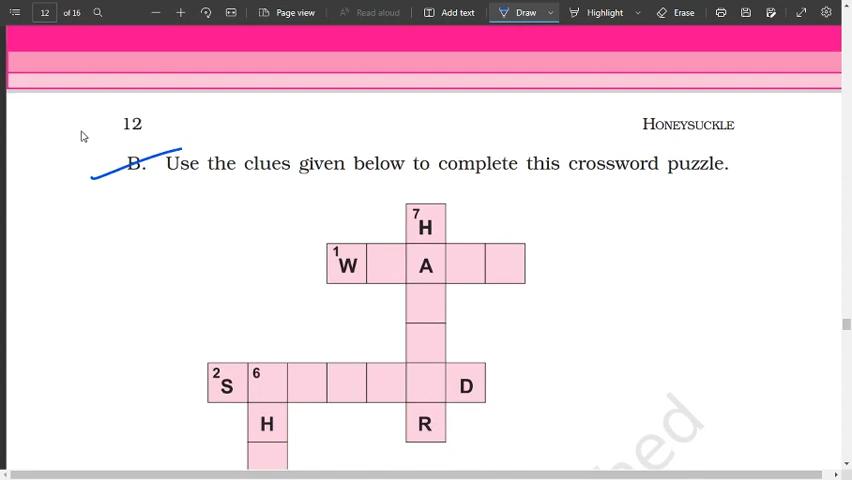 12 of 16 Page view Read aloud Add text Draw Highlight Erase
12 HONEYSUCKLE
B. Use the clues given below to complete this crossword puzzle.
7
H
1
W A
2 6
S D
H R